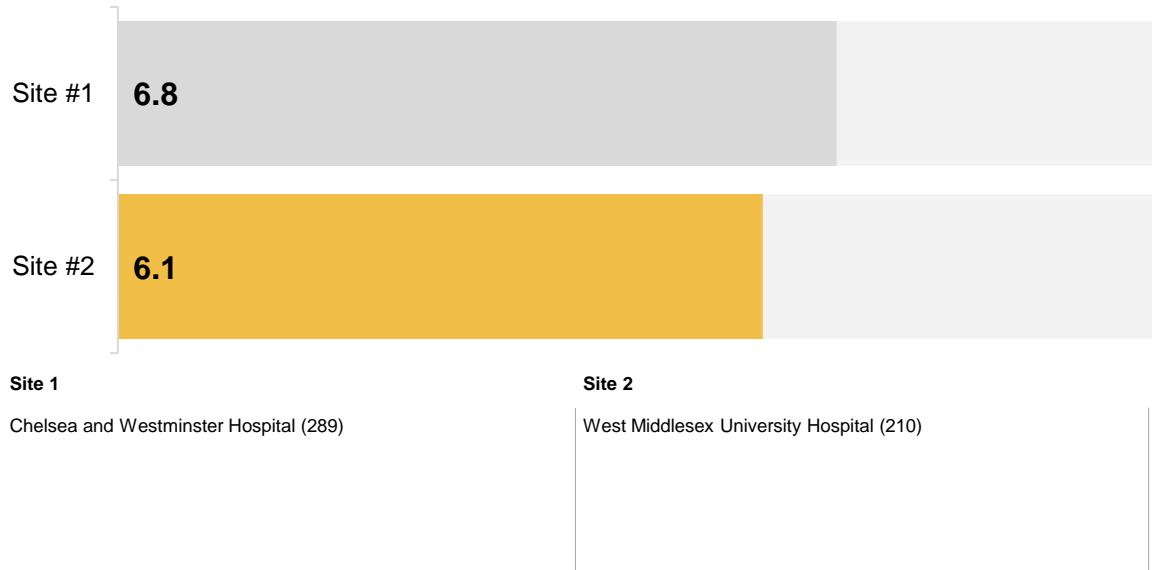 Site #1
6.8
Site #2
6.1
Site 1
Site 2
Chelsea and Westminster Hospital (289)
West Middlesex University Hospital (210)